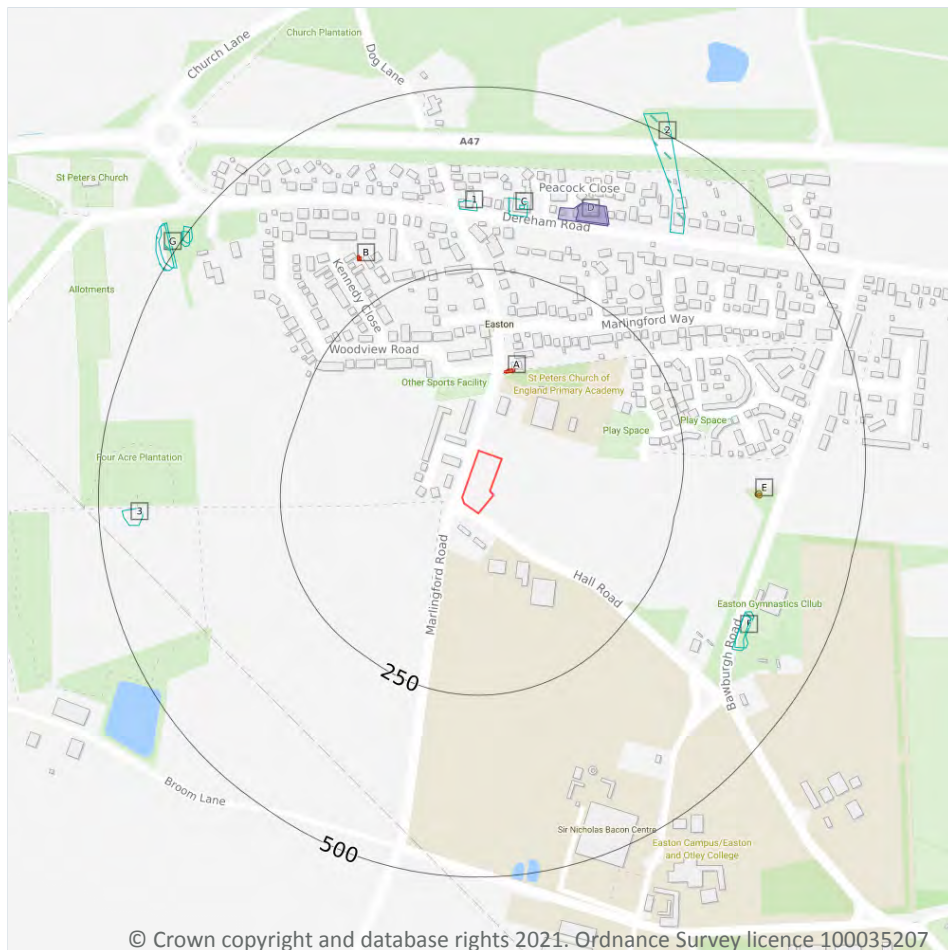 Church Plantation
Church Lane
Dog Lane
A47
2
St Peter's Church
Peacock Close
1
C
D
Dereham Road
G
B
Kennedy Close
Allotments
Easton
Marlingford Way
Woodview Road
A
Other Sports Facility
St Peters Church of
England Primary Academy
Play Space
Play Space
Four Acre Plantation
E
3
Marlingford Road
Hall Road
Easton Gymnastics Cllub
F
Bawburgh Road
250
Broom Lane
500
Sir Nicholas Bacon Centre
Easton Campus/Easton
and Otley College
© Crown copyright and database rights 2021. Ordnance Survey licence 100035207